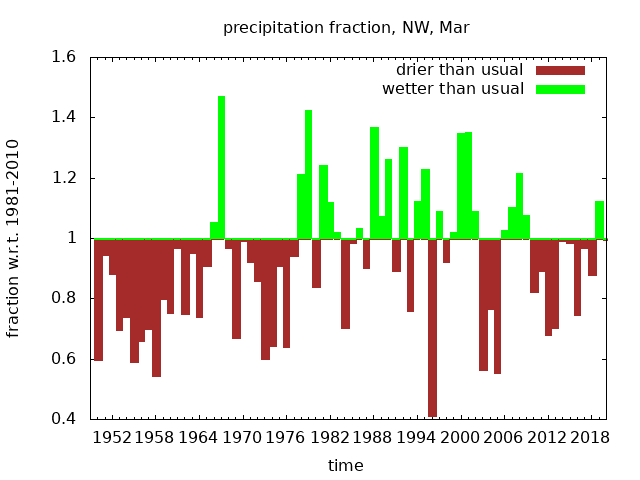 precipitation fraction, NW, Mar
drier than usual
wetter than usual
fraction w.r.t. 1981-2010
1.6
1.4
1.2
1
0.8
0.6
0.4
1952 1958 1964 1970 1976 1982 1988 1994 2000 2006 2012 2018
time